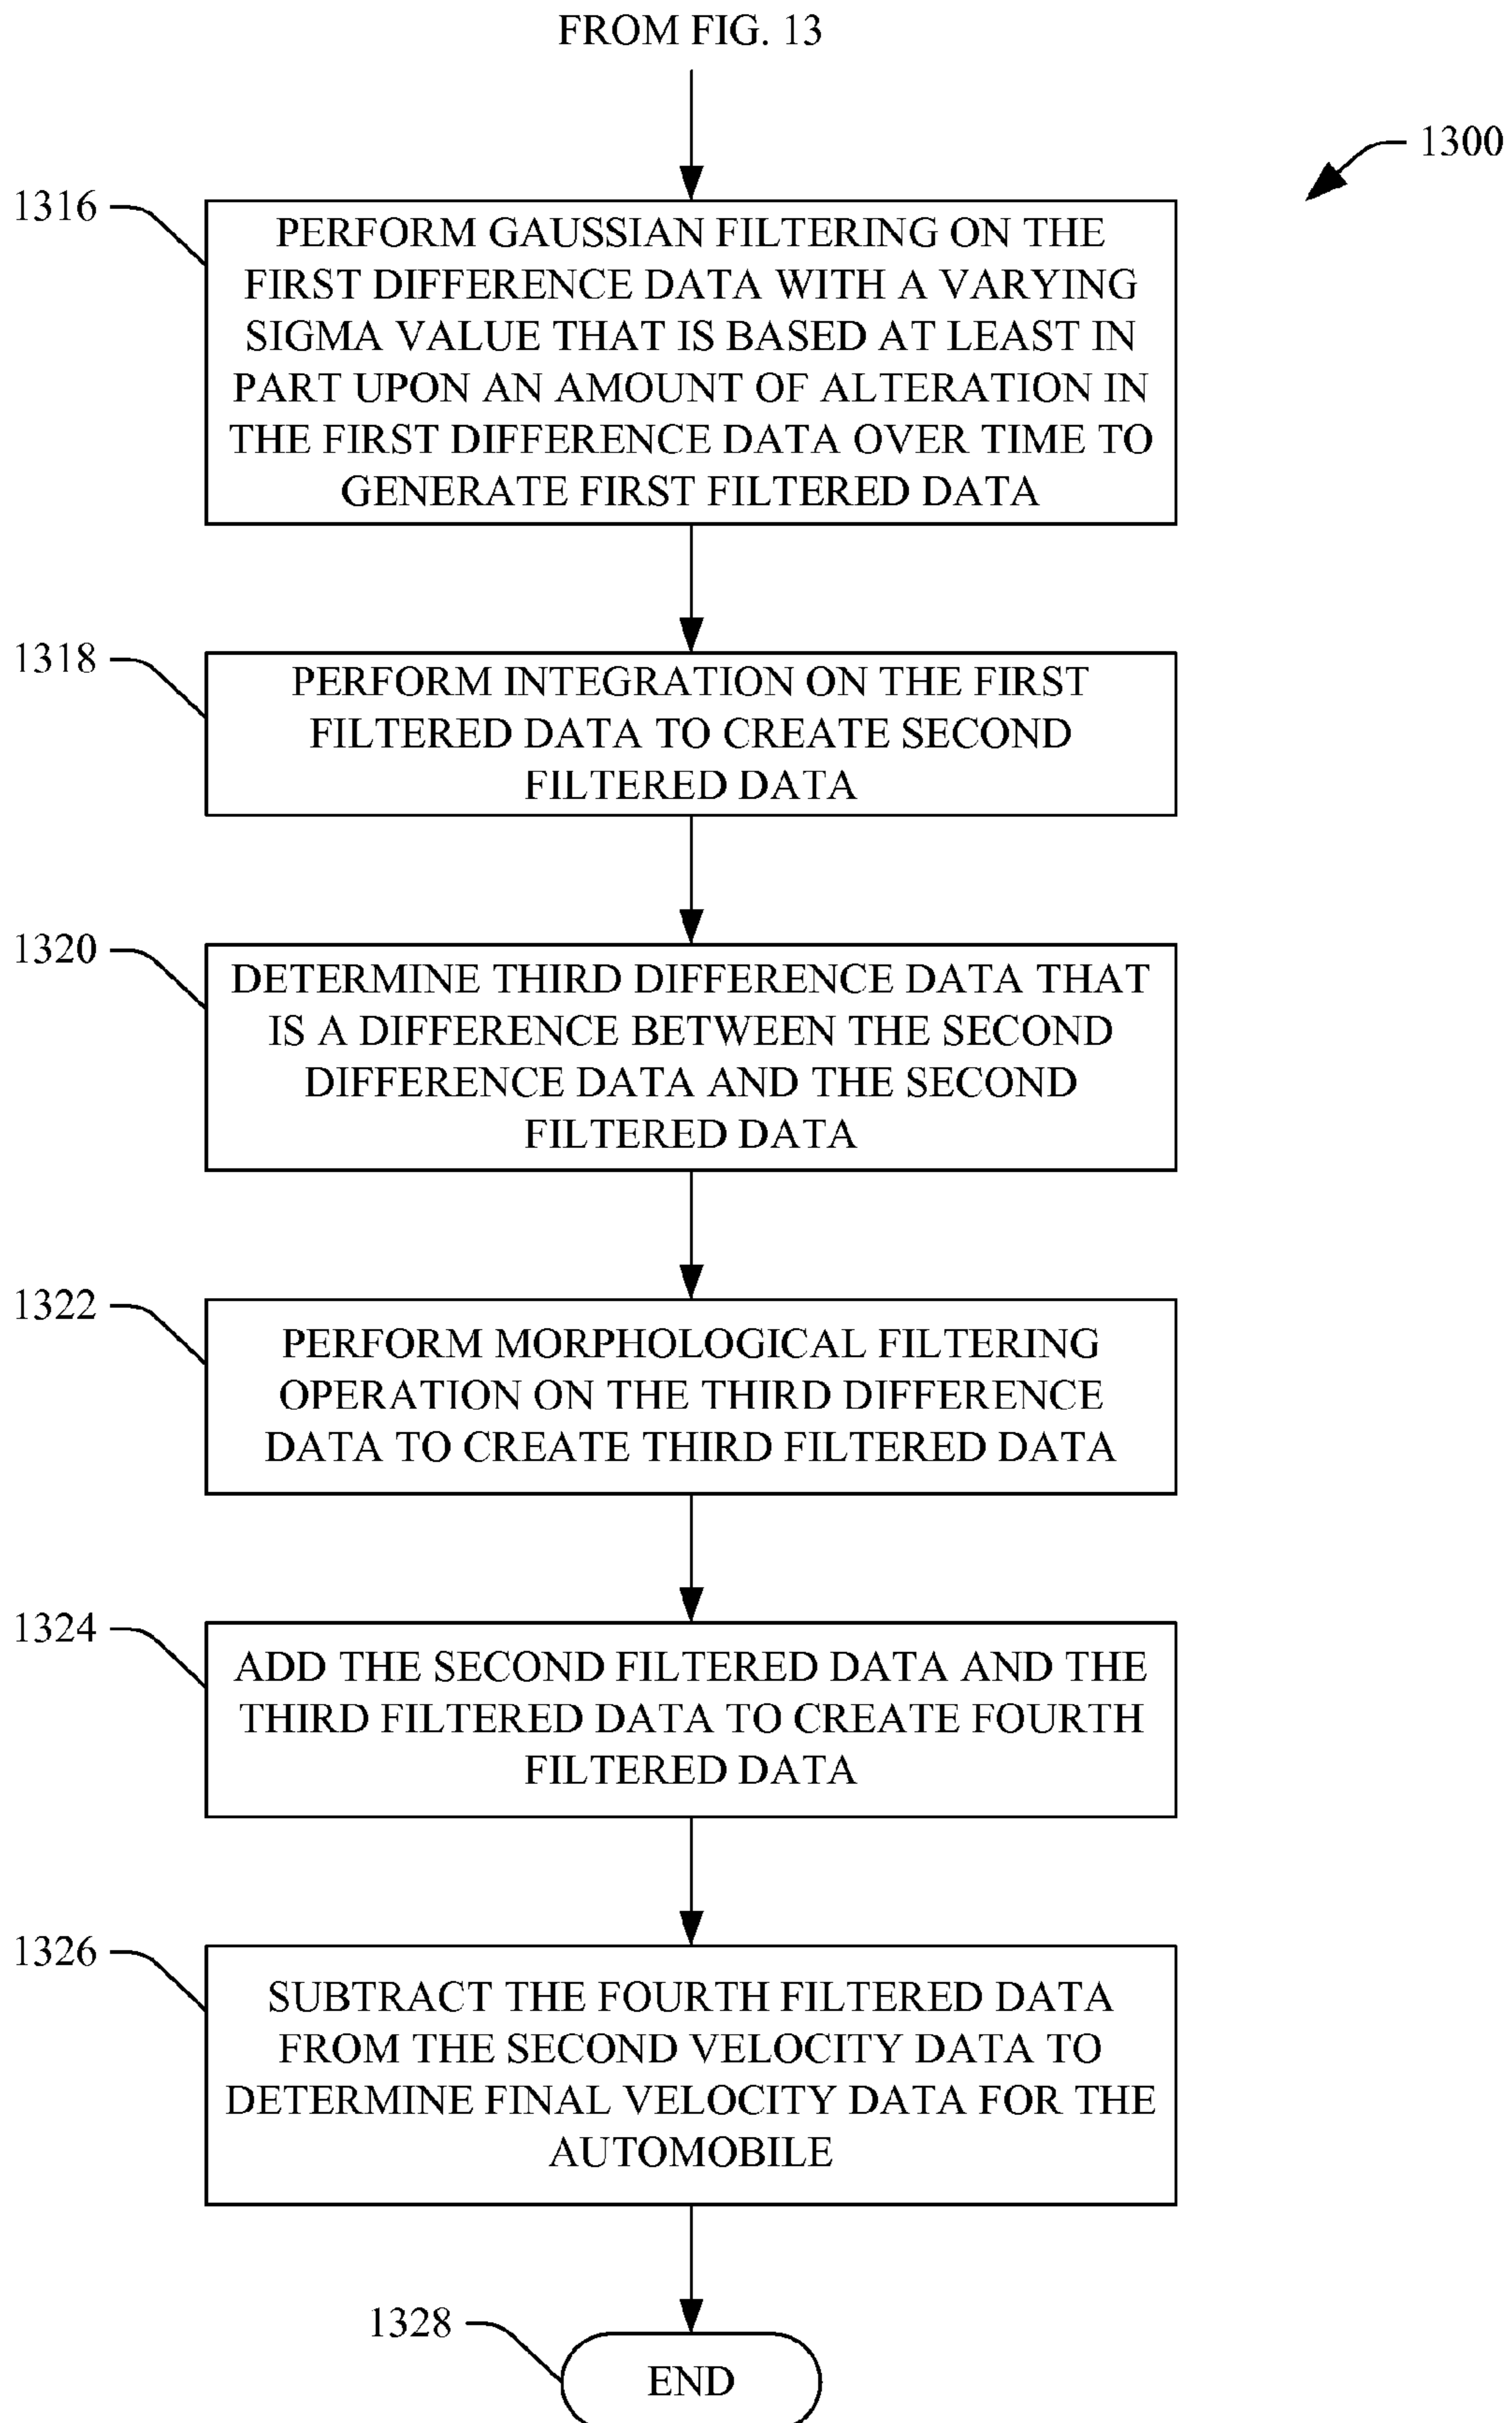 FROM FIG. 13
1300
1316
PERFORM GAUSSIAN FILTERING ON THE
FIRST DIFFERENCE DATA WITH A VARYING
SIGMA VALUE THAT IS BASED AT LEAST IN
PART UPON AN AMOUNT OF ALTERATION IN
THE FIRST DIFFERENCE DATA OVER TIME TO
GENERATE FIRST FILTERED DATA
1318
PERFORM INTEGRATION ON THE FIRST
FILTERED DATA TO CREATE SECOND
FILTERED DATA
1320
DETERMINE THIRD DIFFERENCE DATA THAT
IS A DIFFERENCE BETWEEN THE SECOND
DIFFERENCE DATA AND THE SECOND
FILTERED DATA
1322
PERFORM MORPHOLOGICAL FILTERING
OPERATION ON THE THIRD DIFFERENCE
DATA TO CREATE THIRD FILTERED DATA
1324
ADD THE SECOND FILTERED DATA AND THE
THIRD FILTERED DATA TO CREATE FOURTH
FILTERED DATA
1326
SUBTRACT THE FOURTH FILTERED DATA
FROM THE SECOND VELOCITY DATA TO
DETERMINE FINAL VELOCITY DATA FOR THE
AUTOMOBILE
1328
END